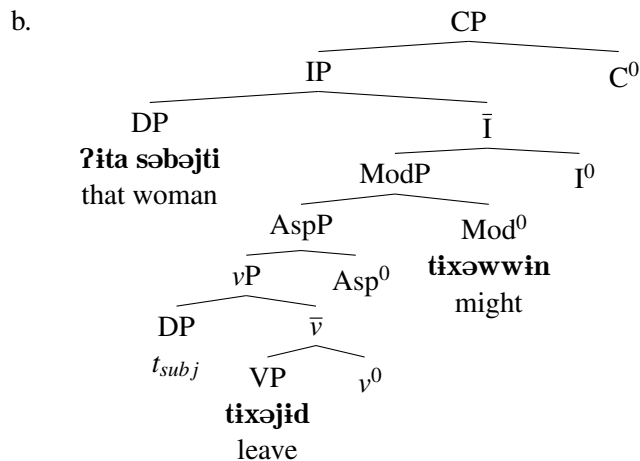 b.
CP
IP C⁰
DP Ī
ʔɨta səbəjti
that woman
ModP I⁰
AspP Mod⁰
tɨxəwwɨn
might
vP Asp⁰
DP v̄
t_subj
VP v⁰
tɨxəjɨd
leave